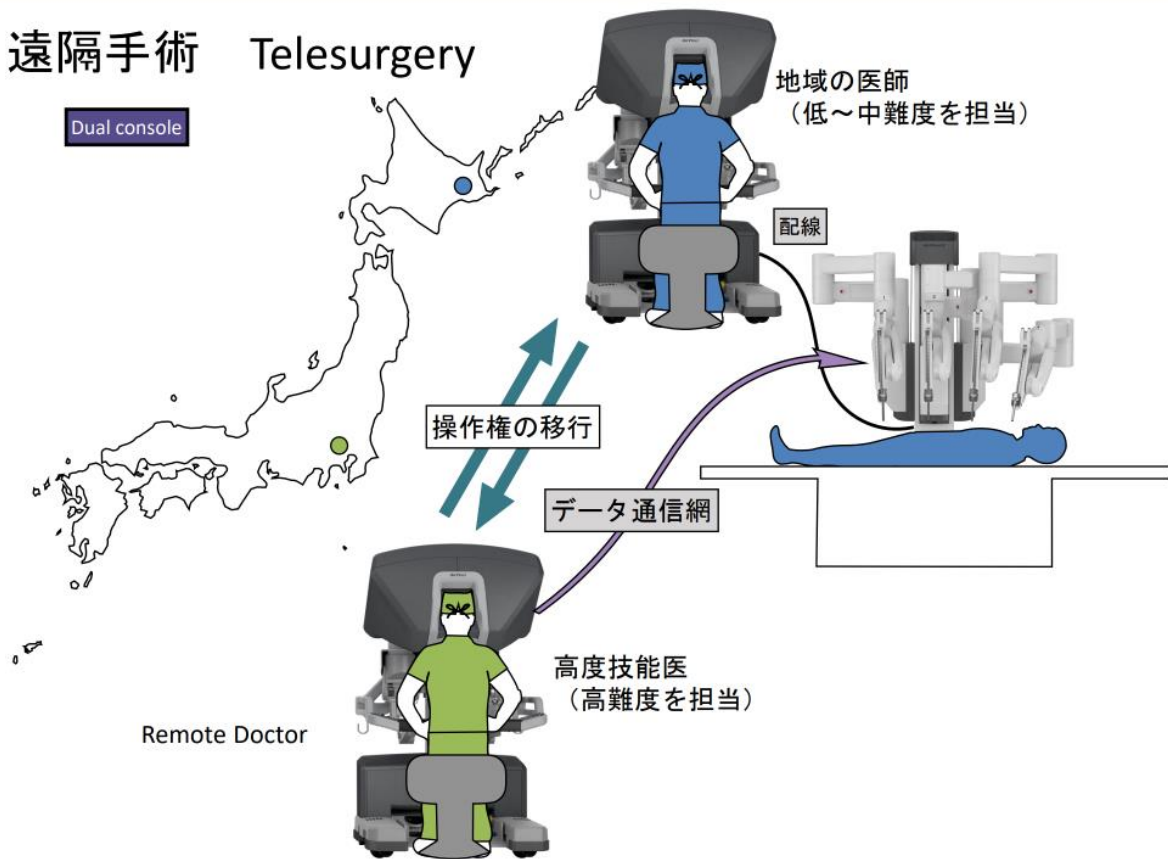 遠隔手術 Telesurgery
Dual console
地域の医師
（低～中難度を担当）
配線
操作権の移行
データ通信網
高度技能医
（高難度を担当）
Remote Doctor